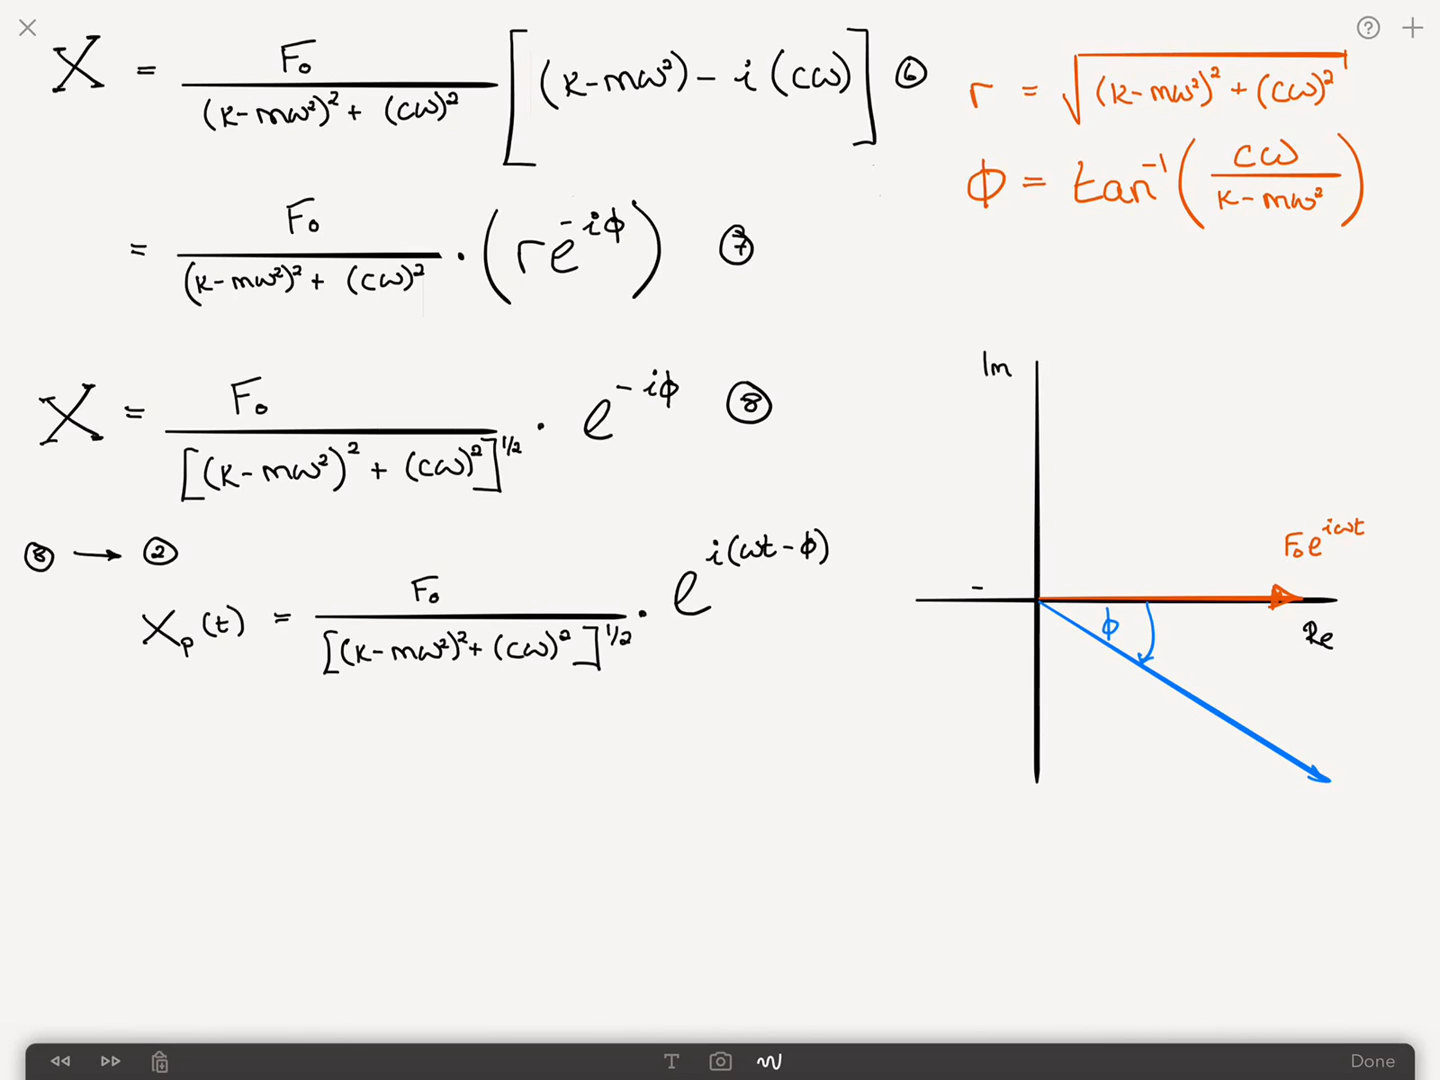 X = F₀ / ((k-mω²)² + (cω)²) [(k-mω²) - i(cω)] ⑥
r = √((k-mω²)² + (cω)²)
ϕ = tan⁻¹(cω / (k-mω²))
= F₀ / ((k-mω²)² + (cω)²) · (re^(-iϕ)) ⑦
X = F₀ / [(k-mω²)² + (cω)²]^(1/2) · e^(-iϕ) ⑧
⑧ → ②
Xₚ(t) = F₀ / [(k-mω²)² + (cω)²]^(1/2) · e^(i(ωt-ϕ))
Im
F₀e^(iωt)
ϕ
Re
T
Done